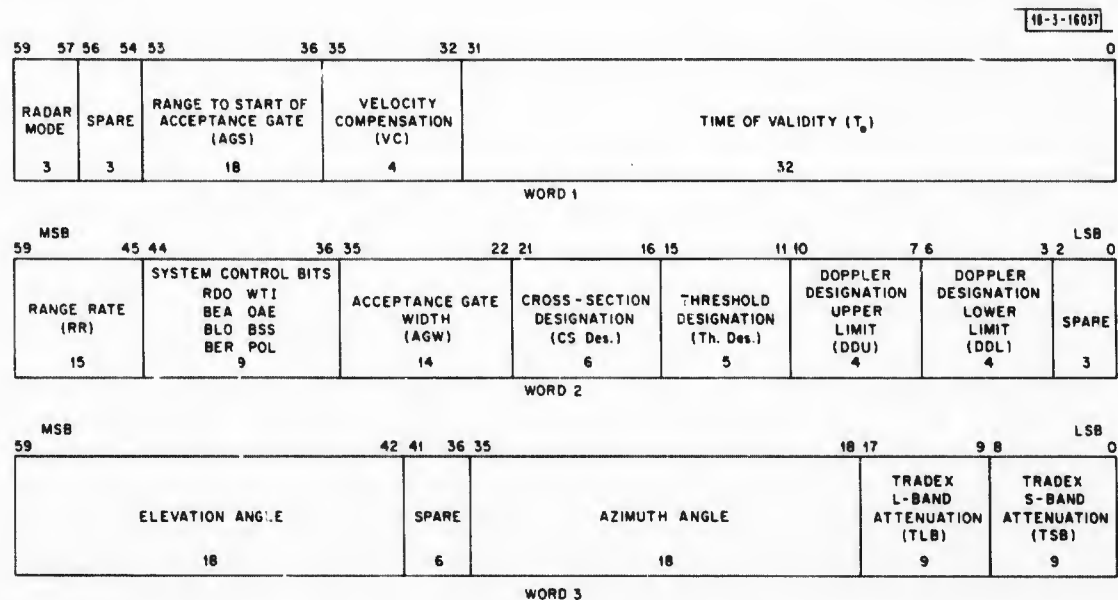 18-3-16037
59 57 56 54 53 36 35 32 31 0
RADAR MODE 3
SPARE 3
RANGE TO START OF ACCEPTANCE GATE (AGS) 18
VELOCITY COMPENSATION (VC) 4
TIME OF VALIDITY (To) 32
WORD 1
MSB LSB
59 45 44 36 35 22 21 16 15 11 10 7 6 3 2 0
RANGE RATE (RR) 15
SYSTEM CONTROL BITS
RDO WTI
BEA OAE
BLO BSS
BER POL
9
ACCEPTANCE GATE WIDTH (AGW) 14
CROSS-SECTION DESIGNATION (CS Des.) 6
THRESHOLD DESIGNATION (Th. Des.) 5
DOPPLER DESIGNATION UPPER LIMIT (DDU) 4
DOPPLER DESIGNATION LOWER LIMIT (DDL) 4
SPARE 3
WORD 2
MSB LSB
59 42 41 36 35 18 17 9 8 0
ELEVATION ANGLE 18
SPARE 6
AZIMUTH ANGLE 18
TRADEX L-BAND ATTENUATION (TLB) 9
TRADEX S-BAND ATTENUATION (TSB) 9
WORD 3